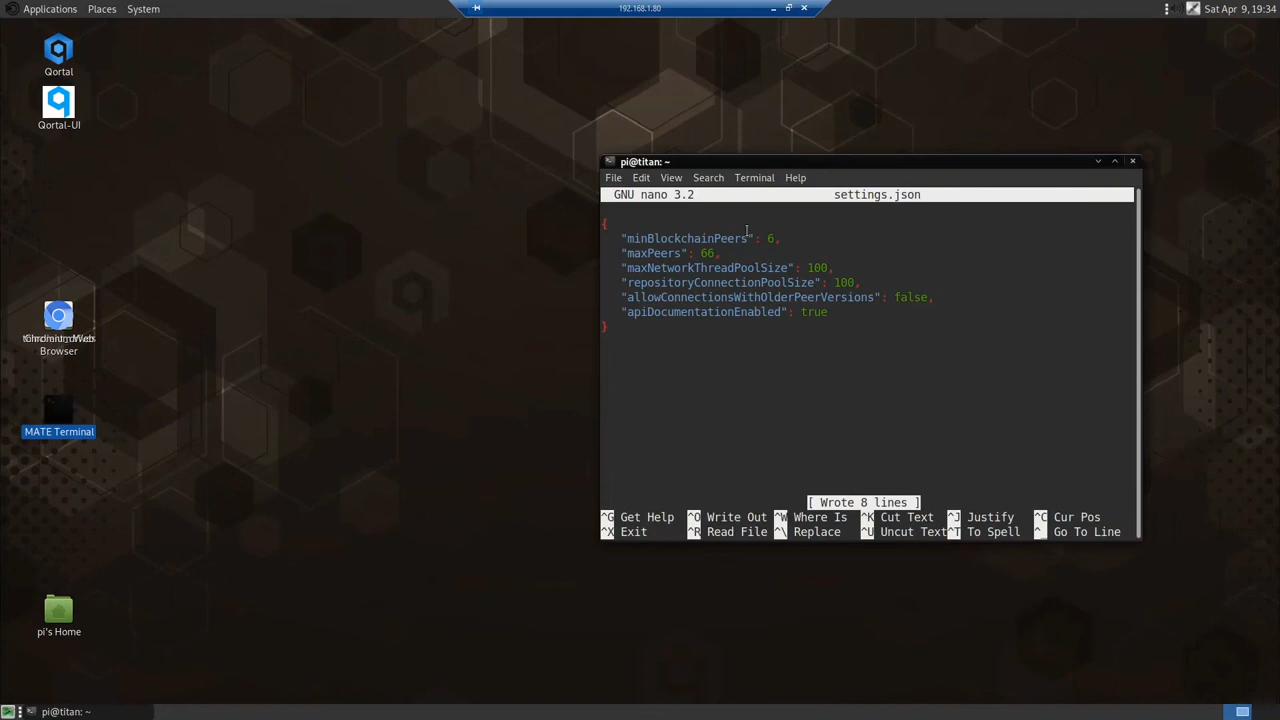 Applications Places System
192.168.1.80
Sat Apr 9, 19:34
Qortal
Qortal-UI
Browser
MATE Terminal
pi's Home
pi@titan: ~
File Edit View Search Terminal Help
GNU nano 3.2 settings.json
{
"minBlockchainPeers": 6,
"maxPeers": 66,
"maxNetworkThreadPoolSize": 100,
"repositoryConnectionPoolSize": 100,
"allowConnectionsWithOlderPeerVersions": false,
"apiDocumentationEnabled": true
}
[ Wrote 8 lines ]
^G Get Help ^O Write Out ^W Where Is ^K Cut Text ^J Justify ^C Cur Pos
^X Exit ^R Read File ^\ Replace ^U Uncut Text ^T To Spell ^_ Go To Line
pi@titan: ~